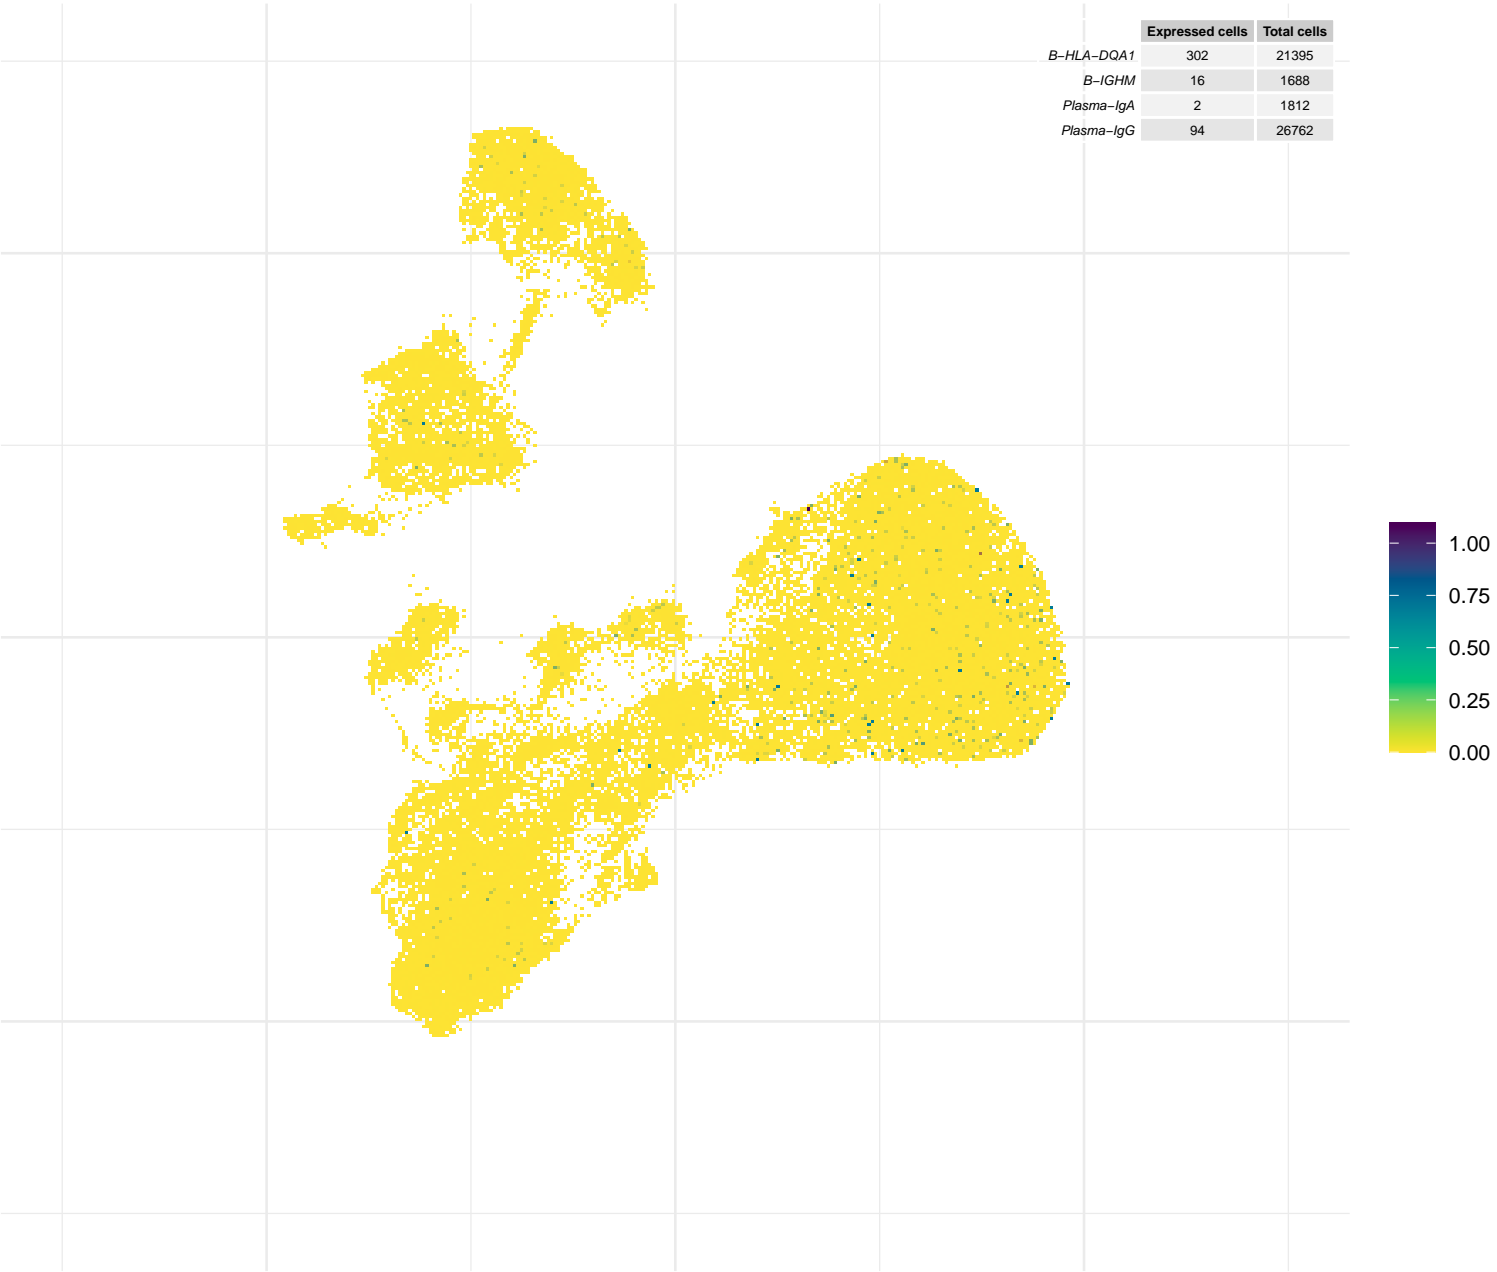 Expressed cells Total cells
B−HLA−DQA1 302 21395
B−IGHM 16 1688
Plasma−IgA 2 1812
Plasma−IgG 94 26762
1.00
0.75
0.50
0.25
0.00